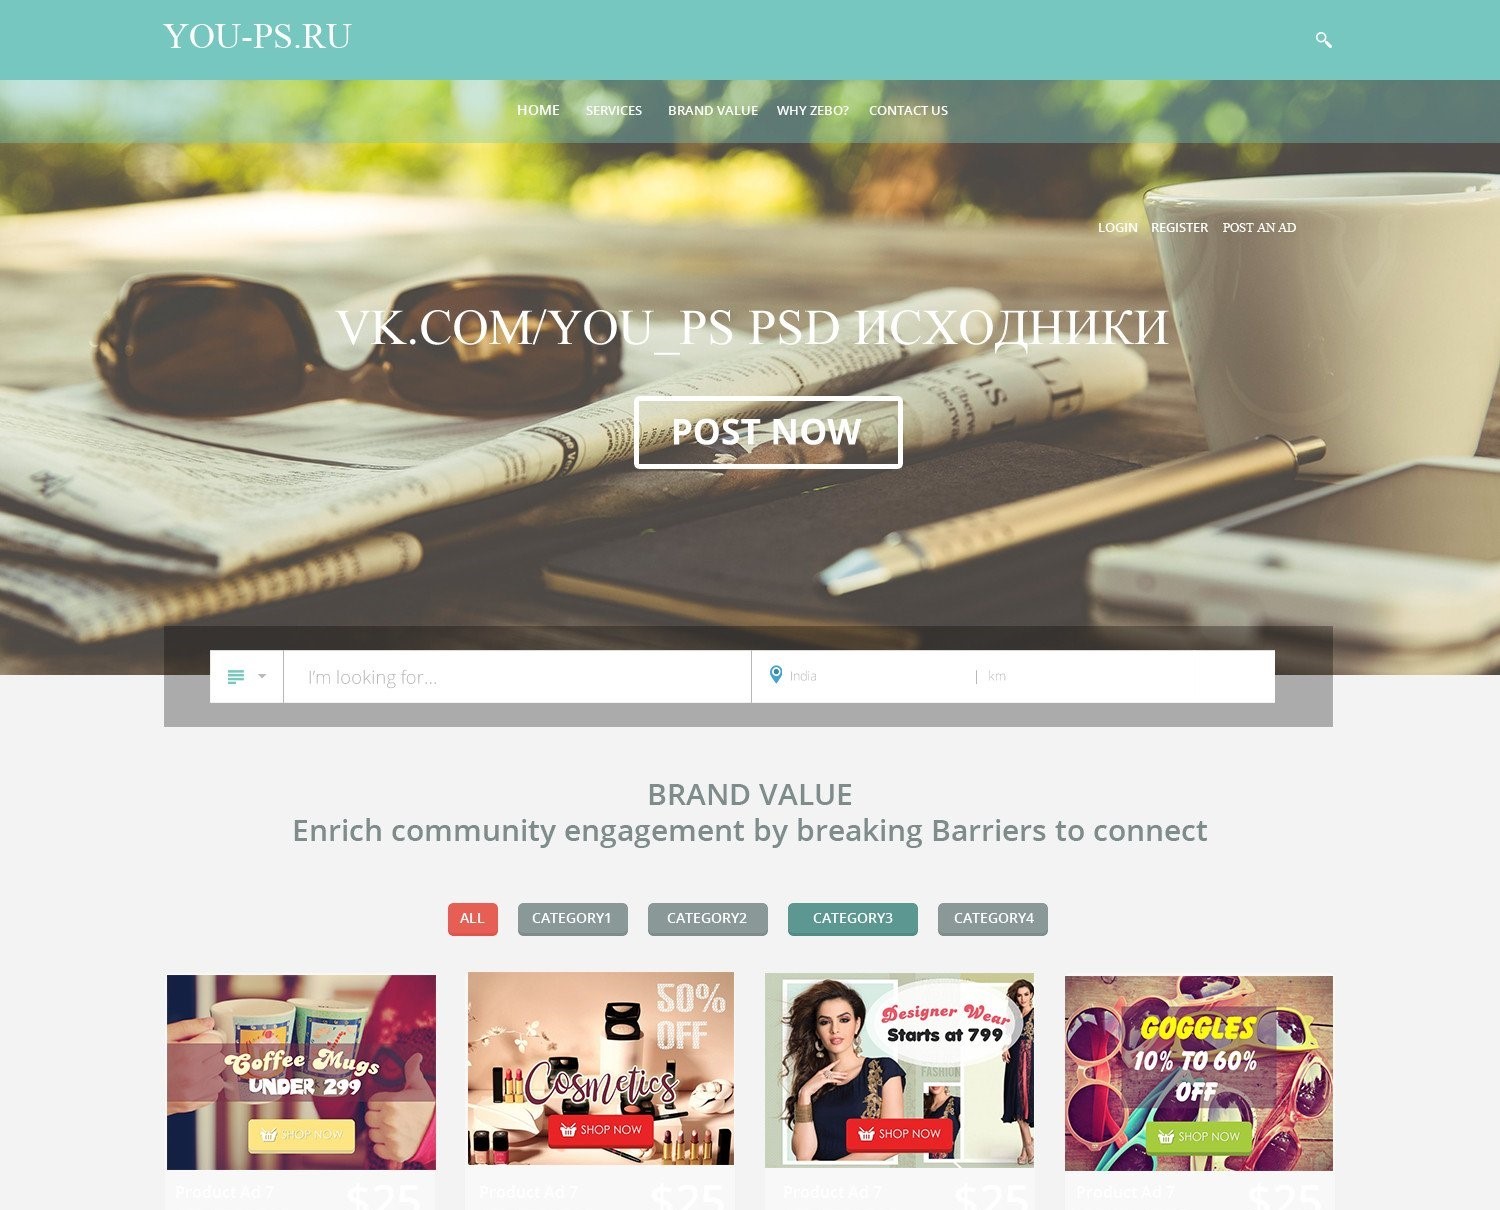 YOU-PS.RU
HOME SERVICES BRAND VALUE WHY ZEBO? CONTACT US
LOGIN REGISTER POST AN AD
VK.COM/YOU_PS PSD ИСХОДНИКИ
POST NOW
I'm looking for...
India | km
BRAND VALUE
Enrich community engagement by breaking Barriers to connect
ALL CATEGORY1 CATEGORY2 CATEGORY3 CATEGORY4
Coffee Mugs
UNDER 299
SHOP NOW
50%
OFF
Cosmetics
SHOP NOW
Designer Wear
Starts at 799
FASHION
SHOP NOW
GOGGLES
10% TO 60%
OFF
SHOP NOW
Product Ad 7 $25
Product Ad 7 $25
Product Ad 7 $25
Product Ad 7 $25